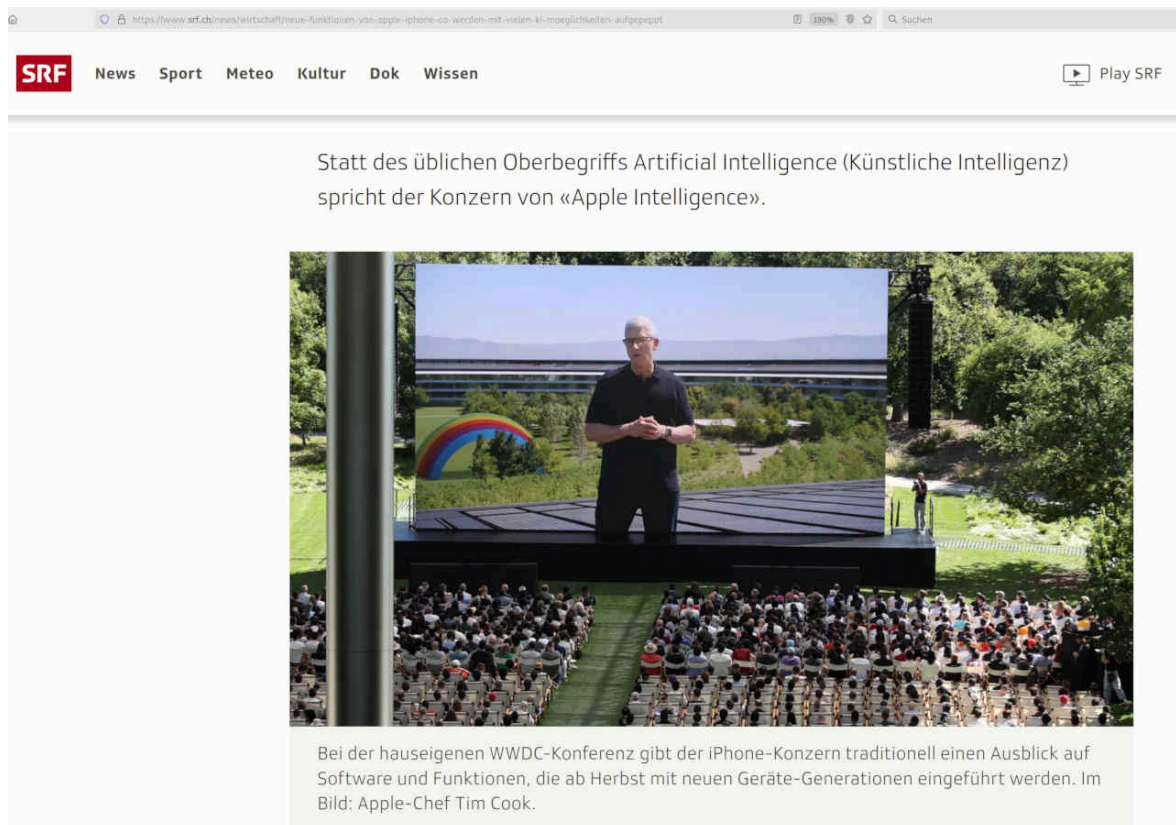 https://www.srf.ch/news/wirtschaft/neue-funktionen-von-apple-iphone-co-werden-mit-vielen-ki-moeglichkeiten-aufgepeppt
Suchen
SRF News Sport Meteo Kultur Dok Wissen
Play SRF
Statt des üblichen Oberbegriffs Artificial Intelligence (Künstliche Intelligenz)
spricht der Konzern von «Apple Intelligence».
Bei der hauseigenen WWDC-Konferenz gibt der iPhone-Konzern traditionell einen Ausblick auf
Software und Funktionen, die ab Herbst mit neuen Geräte-Generationen eingeführt werden. Im
Bild: Apple-Chef Tim Cook.